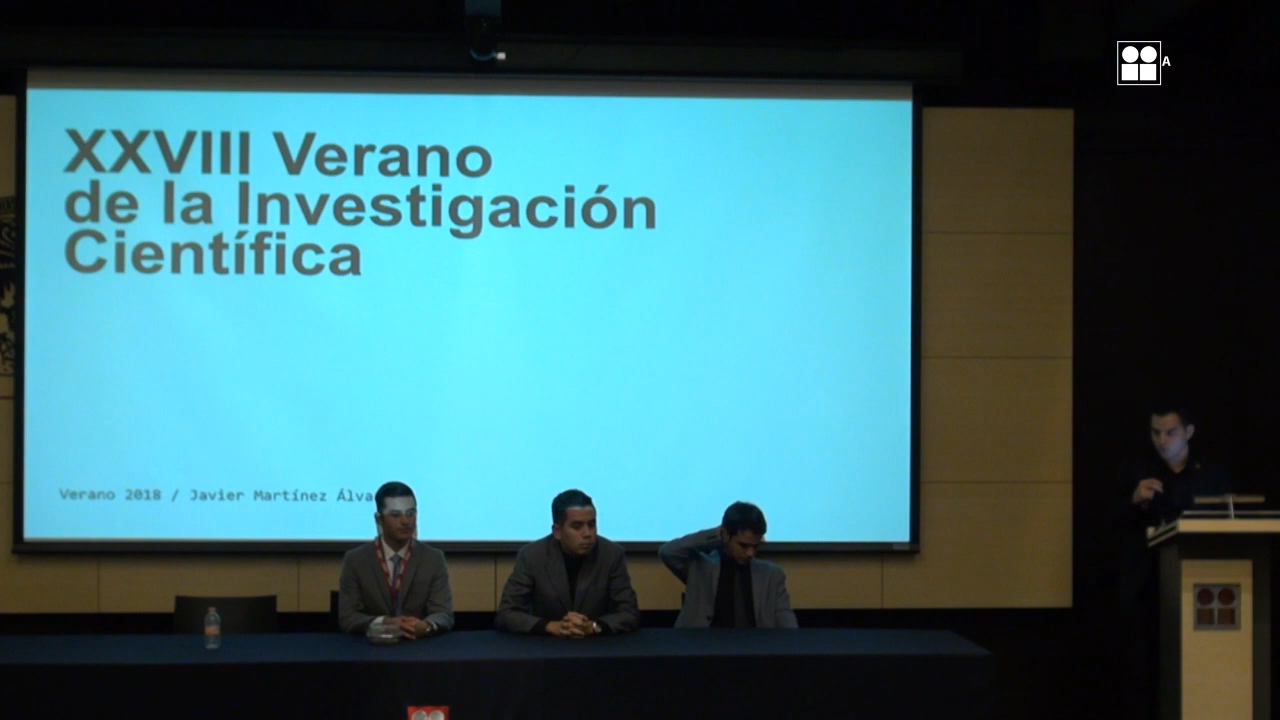 XXVIII Verano
de la Investigación
Científica
Verano 2018 / Javier Martínez
A